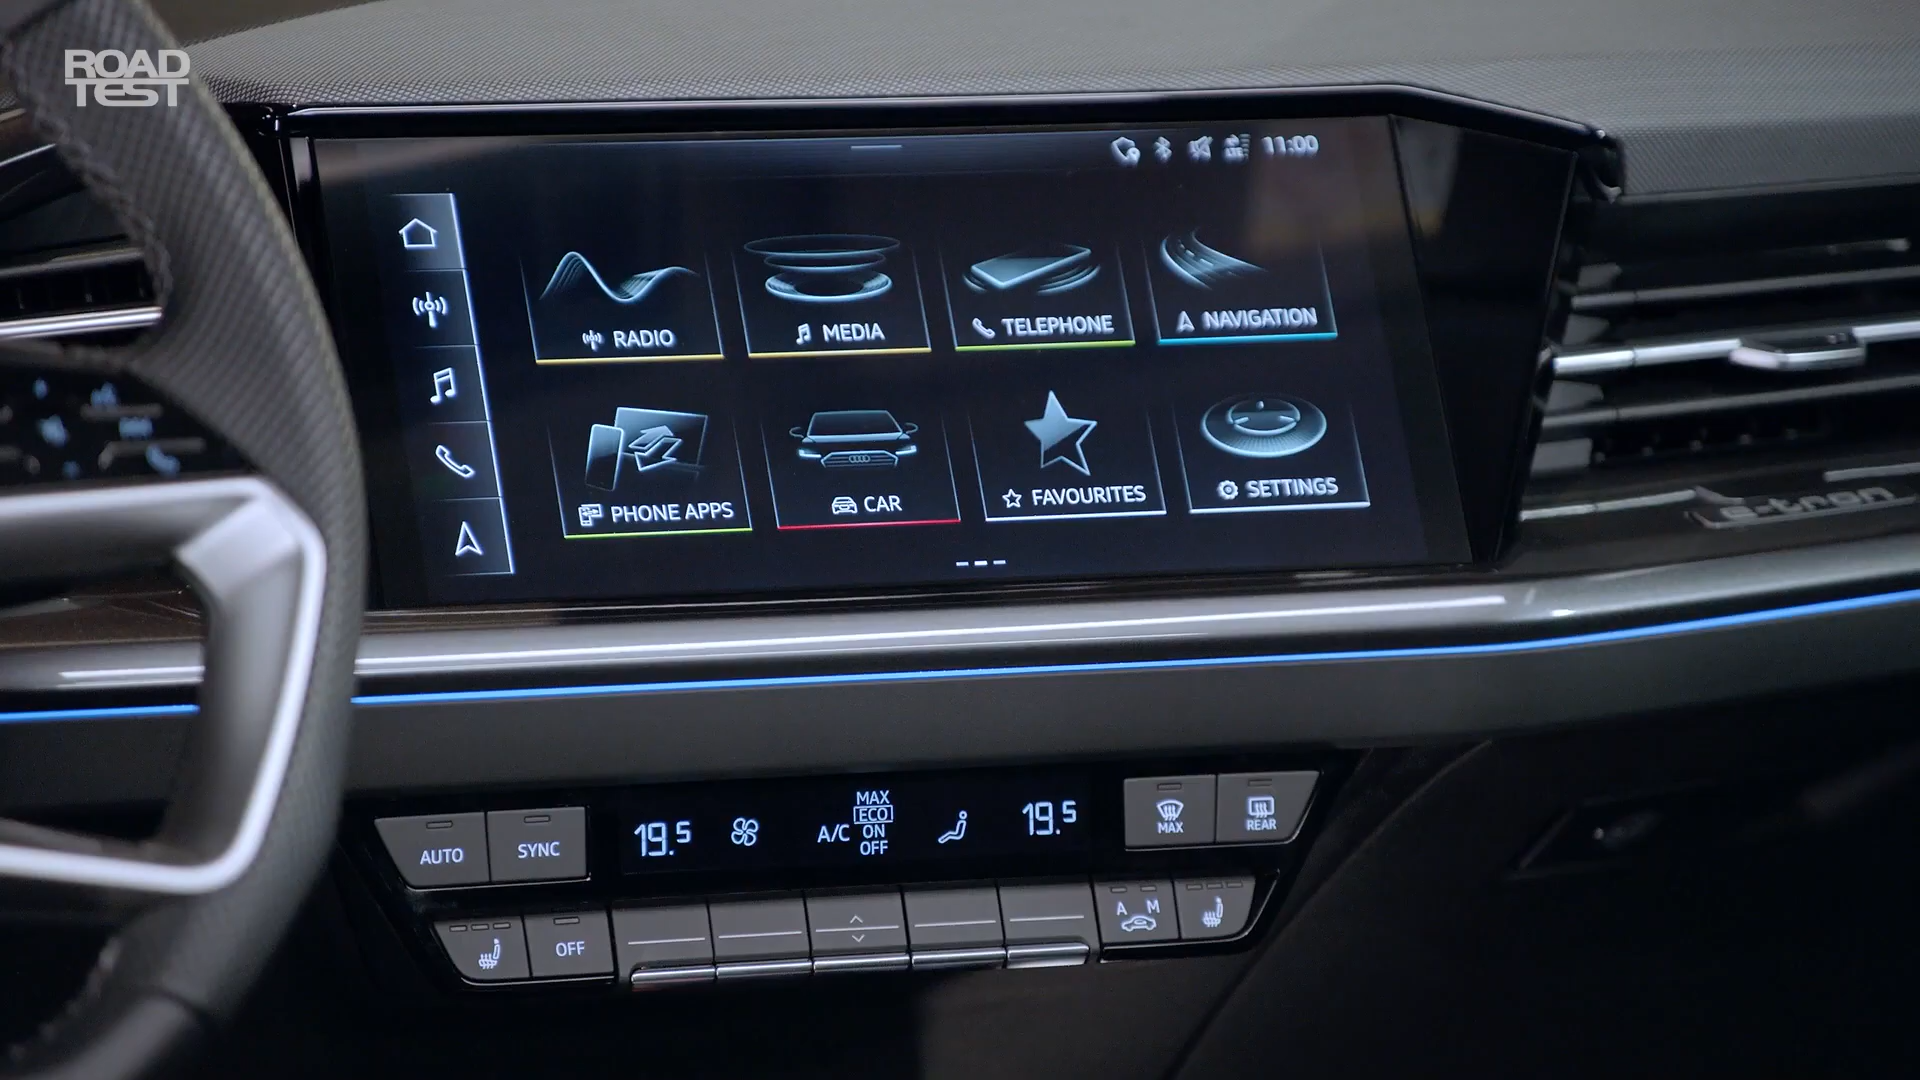 ROAD
TEST
LTE 11:00
RADIO
MEDIA
TELEPHONE
NAVIGATION
PHONE APPS
CAR
FAVOURITES
SETTINGS
e-tron
AUTO
SYNC
19.5
A/C
MAX
ECO
ON
OFF
19.5
MAX
REAR
OFF
A M